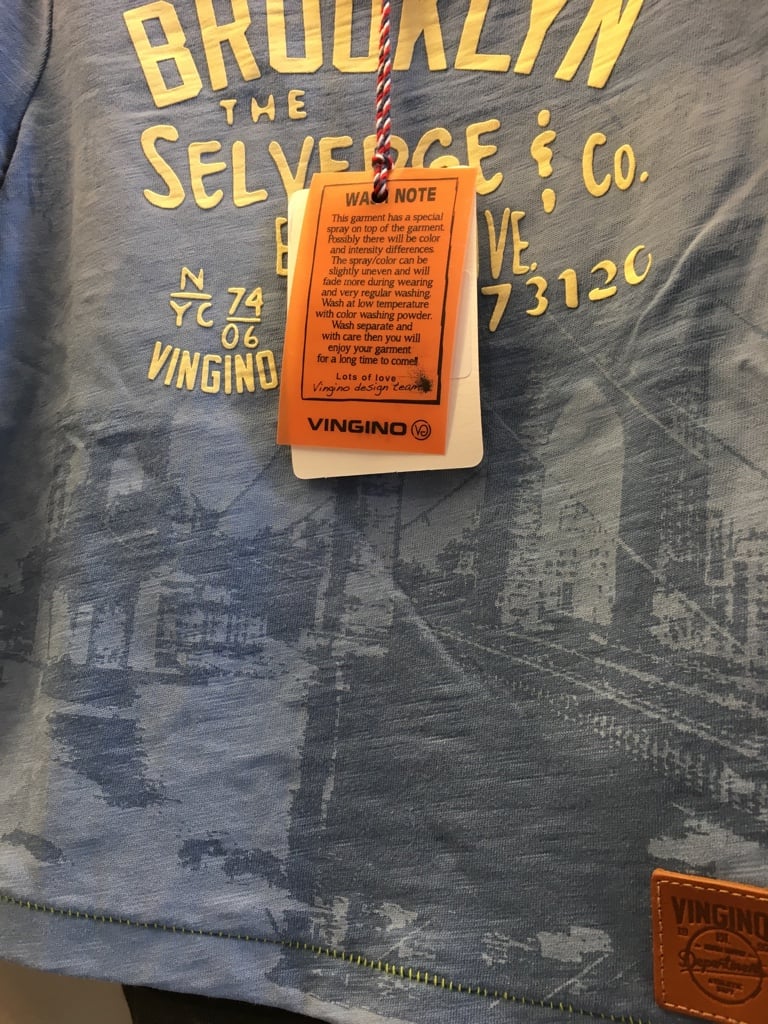 BROOKLYN
THE
SELVEDGE & Co.
VE.
N
YC
74
06
73120
VINGINO
WASH NOTE
This garment has a special
spray on top of the garment.
Possibly there will be color
and intensity differences.
The spray/color can be
slightly uneven and will
fade more during wearing
and very regular washing.
Wash at low temperature
with color washing powder.
Wash separate and
with care then you will
enjoy your garment
for a long time to come!!
Lots of love
Vingino design team
VINGINO
VINGINO